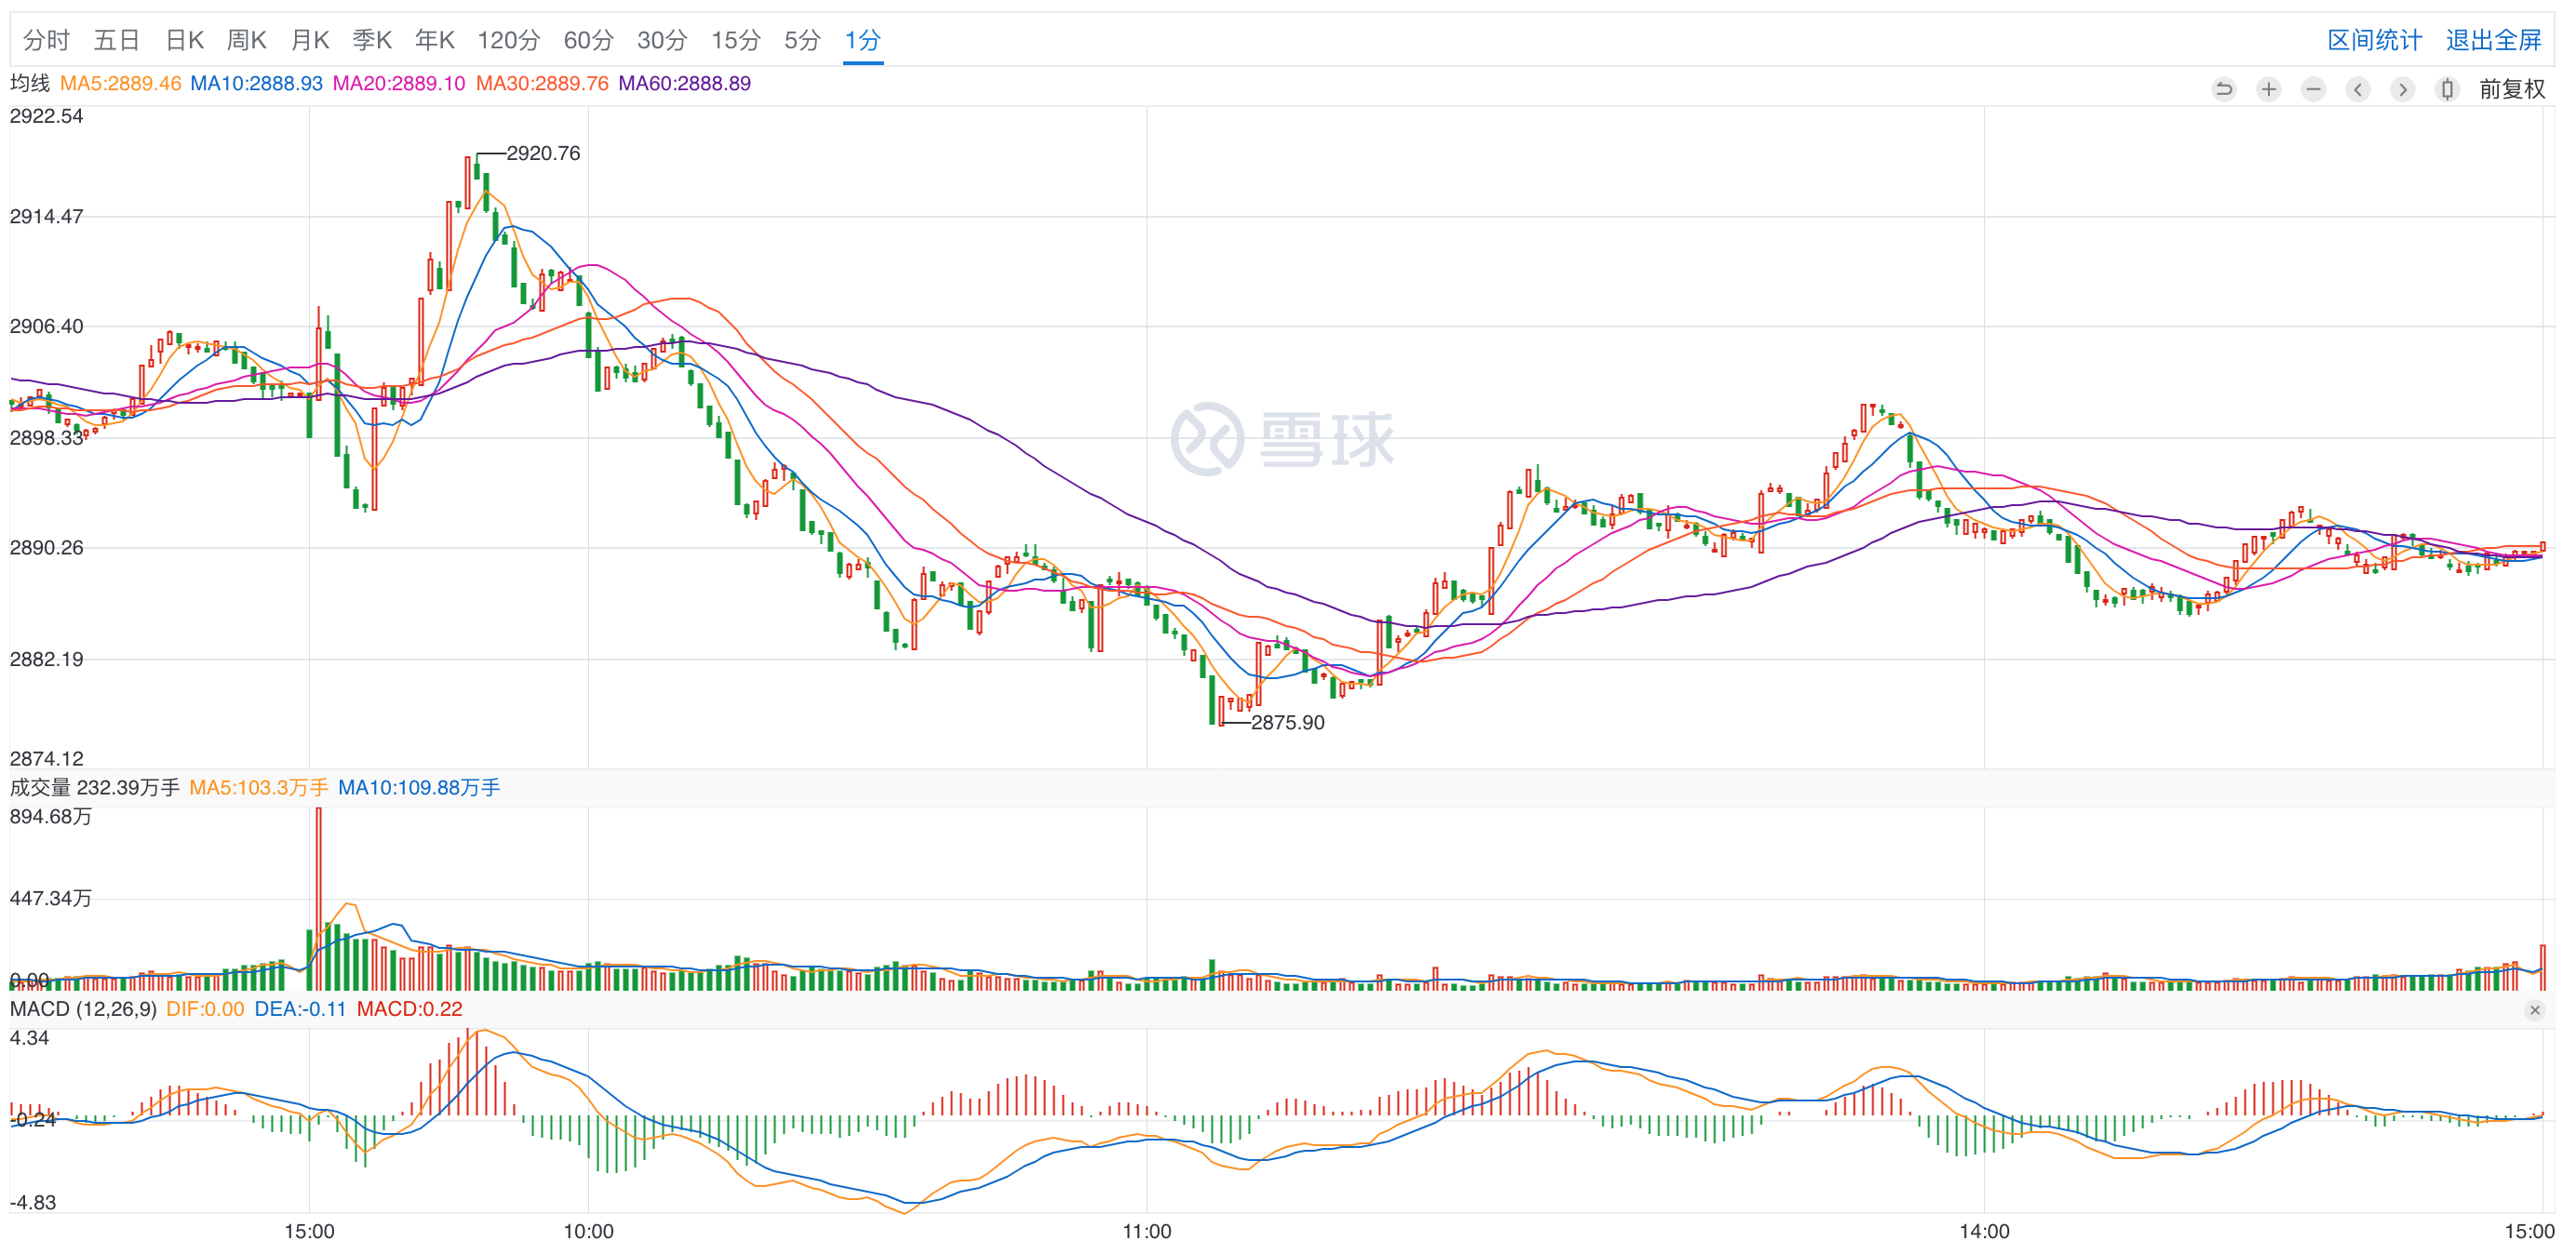 分时 五日 日K 周K 月K 季K 年K 120分 60分 30分 15分 5分 1分 区间统计 退出全屏
均线 MA5:2889.46 MA10:2888.93 MA20:2889.10 MA30:2889.76 MA60:2888.89 前复权
2922.54
2920.76
2914.47
2906.40
2898.33
雪球
2890.26
2882.19
2875.90
2874.12
成交量 232.39万手 MA5:103.3万手 MA10:109.88万手
894.68万
447.34万
0.00
MACD (12,26,9) DIF:0.00 DEA:-0.11 MACD:0.22
4.34
-0.24
-4.83
15:00 10:00 11:00 14:00 15:00